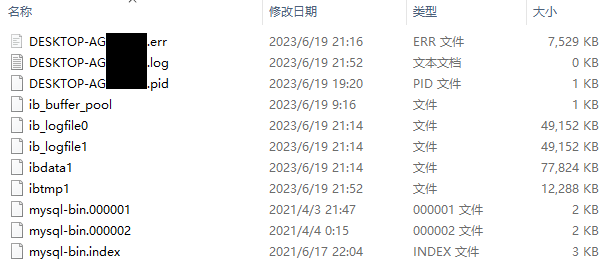 名称 修改日期 类型 大小
DESKTOP-AG .err 2023/6/19 21:16 ERR 文件 7,529 KB
DESKTOP-AG .log 2023/6/19 21:52 文本文档 0 KB
DESKTOP-AG .pid 2023/6/19 19:20 PID 文件 1 KB
ib_buffer_pool 2023/6/19 9:16 文件 1 KB
ib_logfile0 2023/6/19 21:14 文件 49,152 KB
ib_logfile1 2023/6/19 21:14 文件 49,152 KB
ibdata1 2023/6/19 21:14 文件 77,824 KB
ibtmp1 2023/6/19 21:52 文件 12,288 KB
mysql-bin.000001 2021/4/3 21:47 000001 文件 2 KB
mysql-bin.000002 2021/4/4 0:15 000002 文件 2 KB
mysql-bin.index 2021/6/17 22:04 INDEX 文件 3 KB